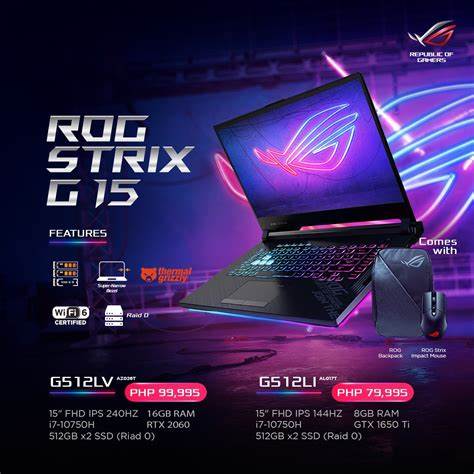 REPUBLIC OF
GAMERS
ROG
STRIX
G 15
FEATURES
Super-Narrow
Bezel
thermal
grizzly
Wi Fi 6
CERTIFIED
Raid 0
Comes
with
ROG
Backpack
ROG Strix
Impact Mouse
G512LV AZ026T
PHP 99,995
15" FHD IPS 240HZ 16GB RAM
i7-10750H RTX 2060
512GB x2 SSD (Riad 0)
G512LI AL017T
PHP 79,995
15" FHD IPS 144HZ 8GB RAM
i7-10750H GTX 1650 Ti
512GB x2 SSD (Raid 0)